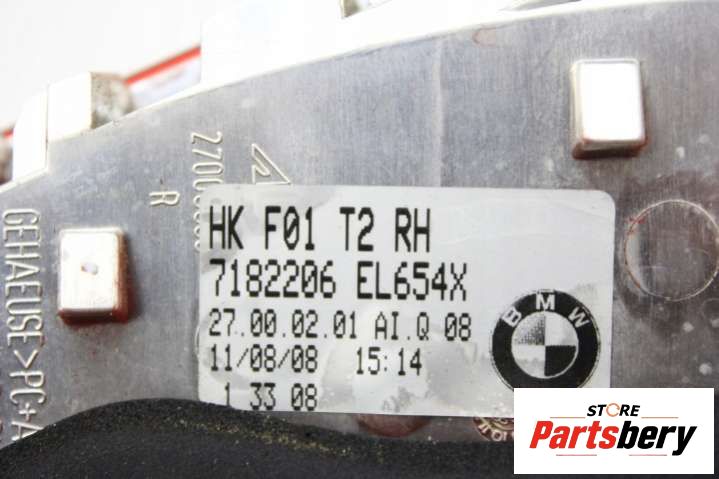 R
GEHAEUSE >PC+A
HK F01 T2 RH
7182206 EL654X
27.00.02.01 AI.Q 08
11/08/08 15:14
1 33 08
BMW
STORE
Partsbery